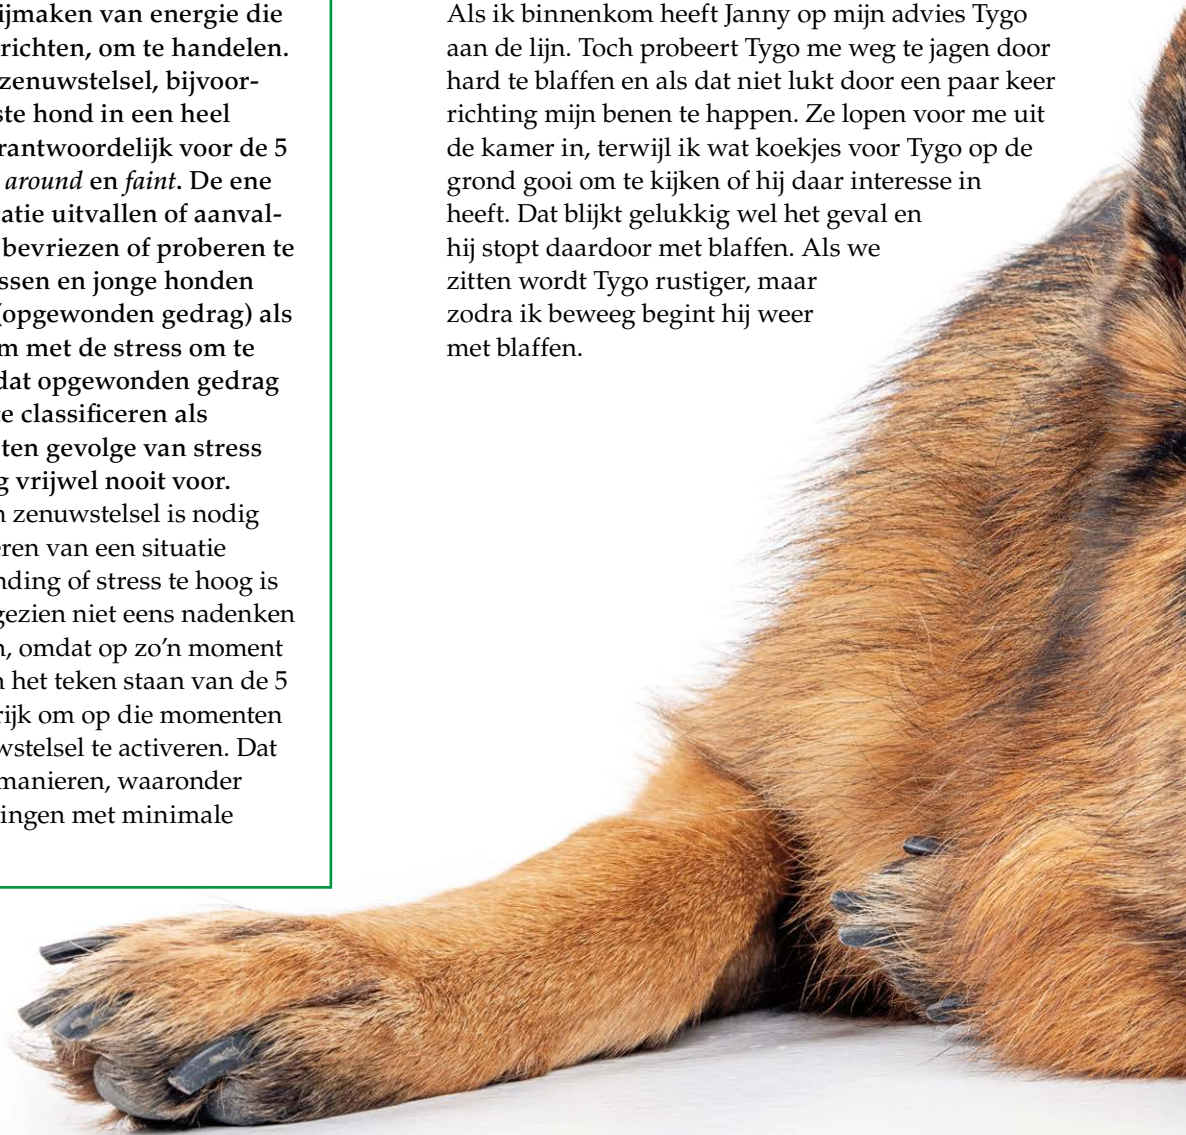 ijmaken van energie die
richten, om te handelen.
zenuwstelsel, bijvoor-
ste hond in een heel
rantwoordelijk voor de 5
around en faint. De ene
atie uitvallen of aanval-
bevriezen of proberen te
ssen en jonge honden
(opgewonden gedrag) als
m met de stress om te
dat opgewonden gedrag
e classificeren als
ten gevolge van stress
g vrijwel nooit voor.
n zenuwstelsel is nodig
eren van een situatie
nding of stress te hoog is
gezien niet eens nadenken
n, omdat op zo'n moment
n het teken staan van de 5
rijk om op die momenten
wstelsel te activeren. Dat
manieren, waaronder
ingen met minimale
Als ik binnenkom heeft Janny op mijn advies Tygo
aan de lijn. Toch probeert Tygo me weg te jagen door
hard te blaffen en als dat niet lukt door een paar keer
richting mijn benen te happen. Ze lopen voor me uit
de kamer in, terwijl ik wat koekjes voor Tygo op de
grond gooi om te kijken of hij daar interesse in
heeft. Dat blijkt gelukkig wel het geval en
hij stopt daardoor met blaffen. Als we
zitten wordt Tygo rustiger, maar
zodra ik beweeg begint hij weer
met blaffen.